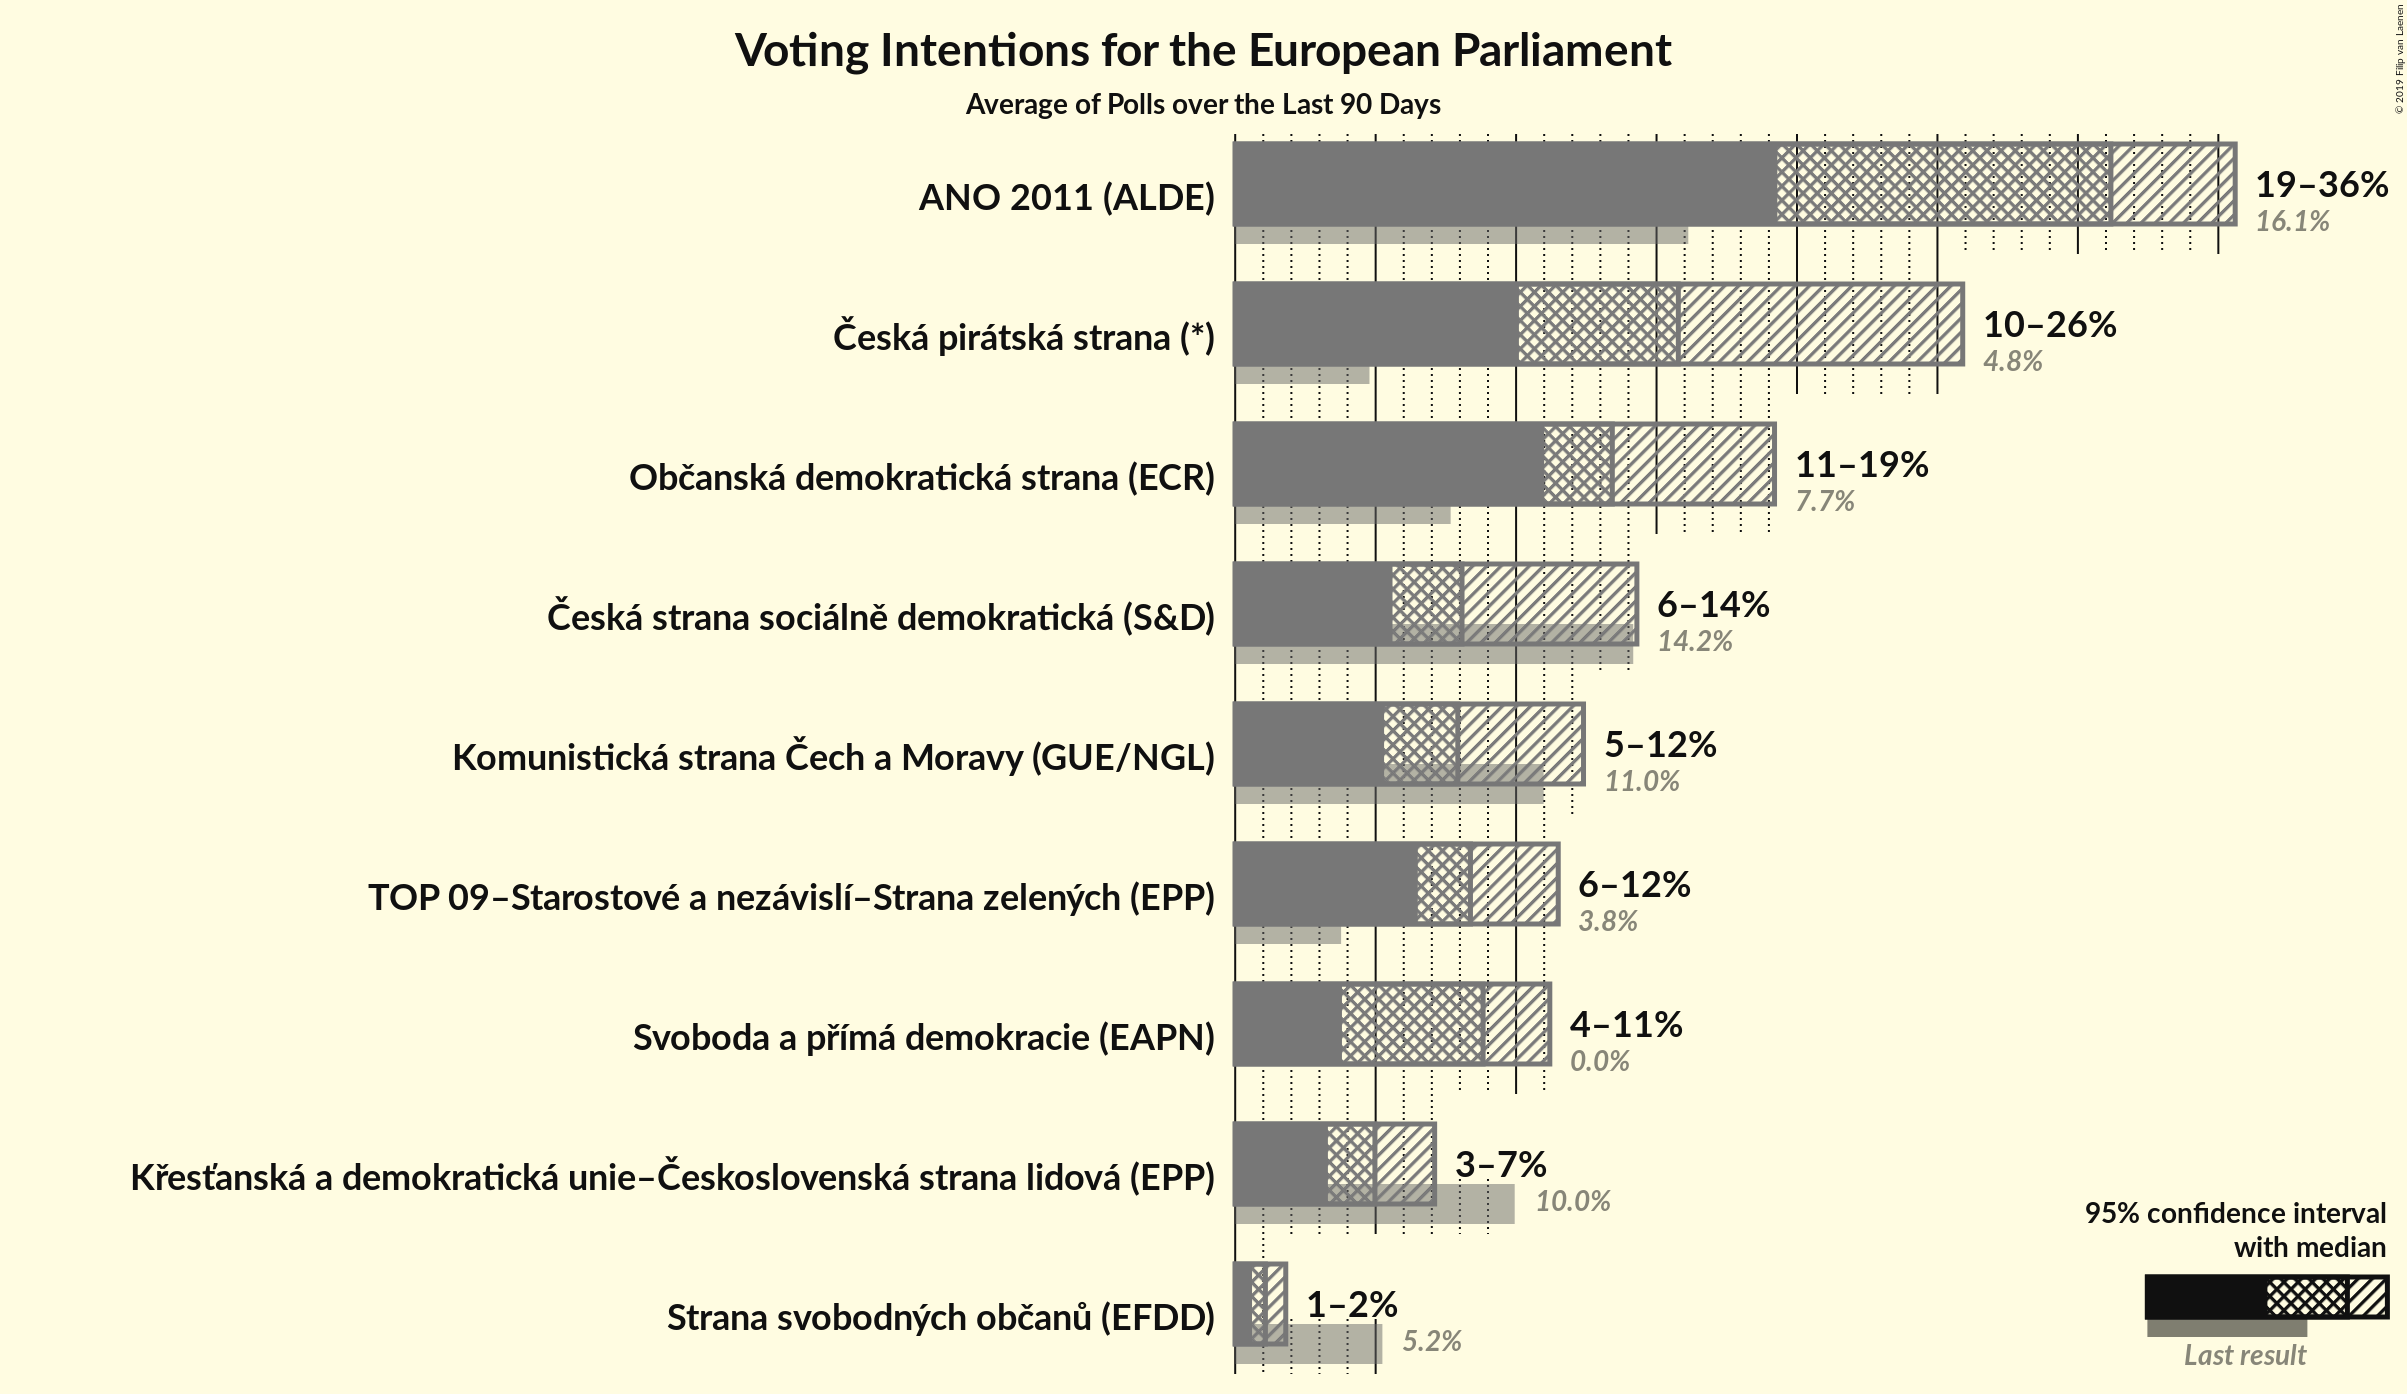 © 2019 Filip van Laenen
Voting Intentions for the European Parliament
Average of Polls over the Last 90 Days
ANO 2011 (ALDE)
19–36%
16.1%
Česká pirátská strana (*)
10–26%
4.8%
Občanská demokratická strana (ECR)
11–19%
7.7%
Česká strana sociálně demokratická (S&D)
6–14%
14.2%
Komunistická strana Čech a Moravy (GUE/NGL)
5–12%
11.0%
TOP 09–Starostové a nezávislí–Strana zelených (EPP)
6–12%
3.8%
Svoboda a přímá demokracie (EAPN)
4–11%
0.0%
Křesťanská a demokratická unie–Československá strana lidová (EPP)
3–7%
10.0%
Strana svobodných občanů (EFDD)
1–2%
5.2%
95% confidence interval
with median
Last result